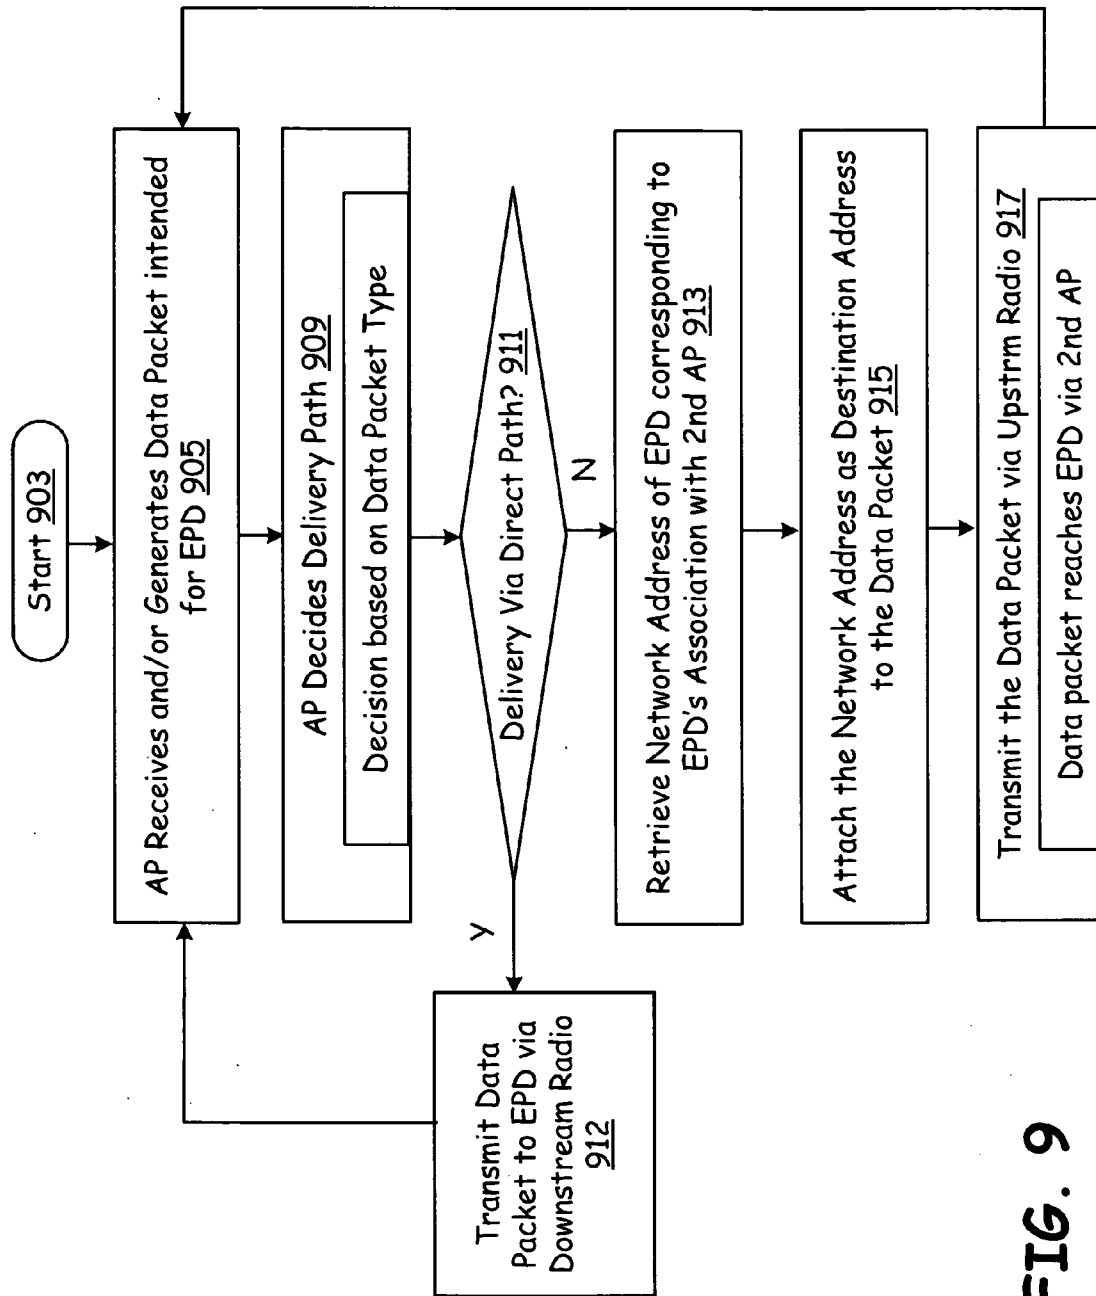 Start 903
AP Receives and/or Generates Data Packet intended
for EPD 905
AP Decides Delivery Path 909
Decision based on Data Packet Type
Delivery Via Direct Path? 911
Y
N
Transmit Data
Packet to EPD via
Downstream Radio
912
Retrieve Network Address of EPD corresponding to
EPD's Association with 2nd AP 913
Attach the Network Address as Destination Address
to the Data Packet 915
Transmit the Data Packet via Upstrm Radio 917
Data packet reaches EPD via 2nd AP
FIG. 9